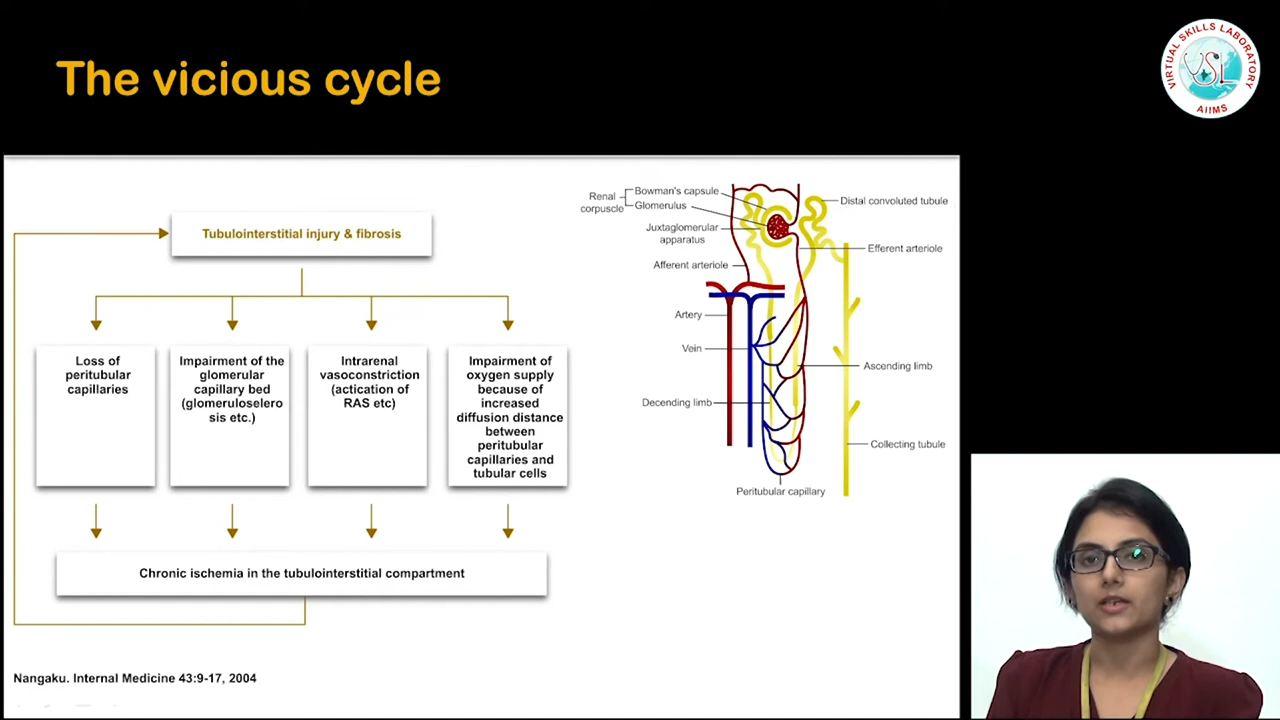 The vicious cycle
VIRTUAL SKILLS LABORATORY
VSL
AIIMS
Tubulointerstitial injury & fibrosis
Loss of
peritubular
capillaries
Impairment of the
glomerular
capillary bed
(glomeruloselero
sis etc.)
Intrarenal
vasoconstriction
(actication of
RAS etc)
Impairment of
oxygen supply
because of
increased
diffusion distance
between
peritubular
capillaries and
tubular cells
Chronic ischemia in the tubulointerstitial compartment
Nangaku. Internal Medicine 43:9-17, 2004
Renal
corpuscle
Bowman's capsule
Glomerulus
Juxtaglomerular
apparatus
Afferent arteriole
Artery
Vein
Decending limb
Peritubular capillary
Distal convoluted tubule
Efferent arteriole
Ascending limb
Collecting tubule